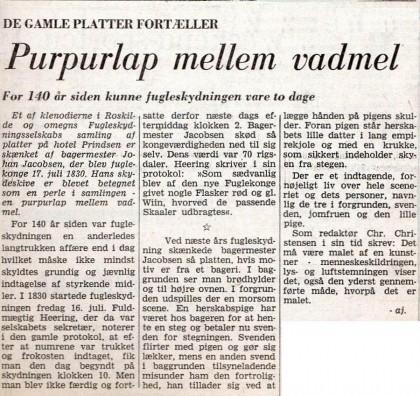 DE GAMLE PLATTER FORTÆLLER
Purpurlap mellem vadmel
For 140 år siden kunne fugleskydningen vare to dage
Et af klenodierne i Roskil-
de og omegns Fugleskyd-
ningsselskabs samling af
platter på hotel Prindsen er
skænket af bagermester Jo-
han Jacobsen, der blev fugle-
konge 17. juli 1830. Hans sky-
deskive er blevet betegnet
som en perle i samlingen -
en purpurlap mellem vad-
mel.
For 140 år siden var fugle-
skydningen en anderledes
langtrukken affære end i dag
hvilket måske ikke mindst
skyldtes grundig og jævnlig
indtagelse af styrkende mid-
ler. I 1830 startede fugleskyd-
ningen fredag 16. juli. Fuld-
mægtig Heering, der da var
selskabets sekretær, noterer
i den gamle protokol, at ef-
ter at numrene var trukket
og frokosten indtaget, fik
man den dag begyndt på
skydningen klokken 10. Men
man blev ikke færdig og fort-
satte derfor næste dags ef-
termiddag klokken 2. Bager-
mester Jacobsen skød så
kongeværdigheden ned til sig
selv. Dens værdi var 70 rigs-
daler. Heering skriver i sin
protokol: »Som sædvanlig
blev af den nye Fuglekonge
givet nogle Flasker rød og gl.
Wiin, hvorved de passende
Skaaler udbragtes«.
☆
Ved næste års fugleskyd-
ning skænkede bagermester
Jacobsen så platten, hvis mo-
tiv er fra et bageri. I bag-
grunden ser man brødhylder
og til højre ovnen. I forgrun-
den udspilles der en morsom
scene. En herskabspige har
været hos bageren for at hen-
te en steg og betaler nu sven-
den for stegningen. Svenden
flirter med pigen og gør sig
lækker, mens en anden svend
i baggrunden tilsyneladende
misunder ham den fortrolig-
hed, han tillader sig ved at
lægge hånden på pigens skul-
der. Foran pigen står herska-
bets lille datter i lang empi-
rekjole og med en krukke,
som sikkert indeholder sky-
en fra stegen.
Der er et indtagende, for-
nøjeligt liv over hele scene-
riet og dets personer, navn-
lig de tre i forgrunden, sven-
den, jomfruen og den lille
pige.
Som redaktør Chr. Chri-
stensen i sin tid skrev: Det
må være malet af en kunst-
ner - menneskeskildringen,
lys- og luftstemningen viser
det, også den yderst gennem-
førte måde, hvorpå det er
malet.
- aj.